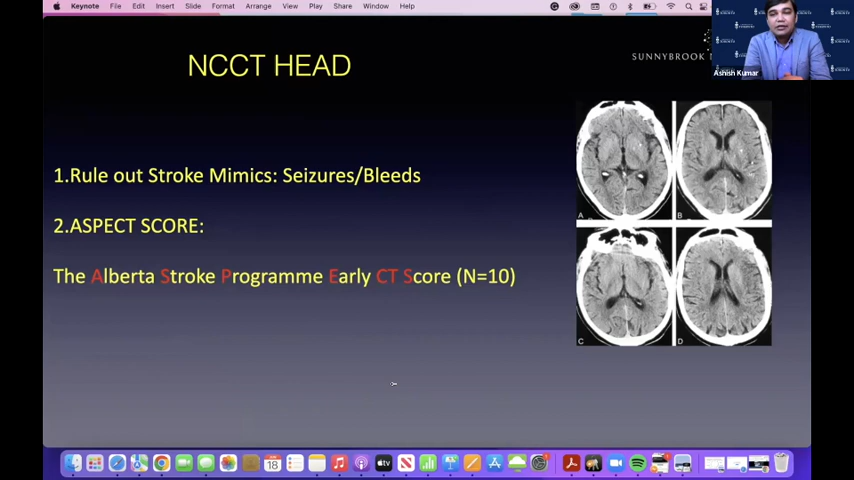 Keynote File Edit Insert Slide Format Arrange View Play Share Window Help
NCCT HEAD
SUNNYBROOK
Ashish Kumar
1.Rule out Stroke Mimics: Seizures/Bleeds
2.ASPECT SCORE:
The Alberta Stroke Programme Early CT Score (N=10)
A
B
C
D
18